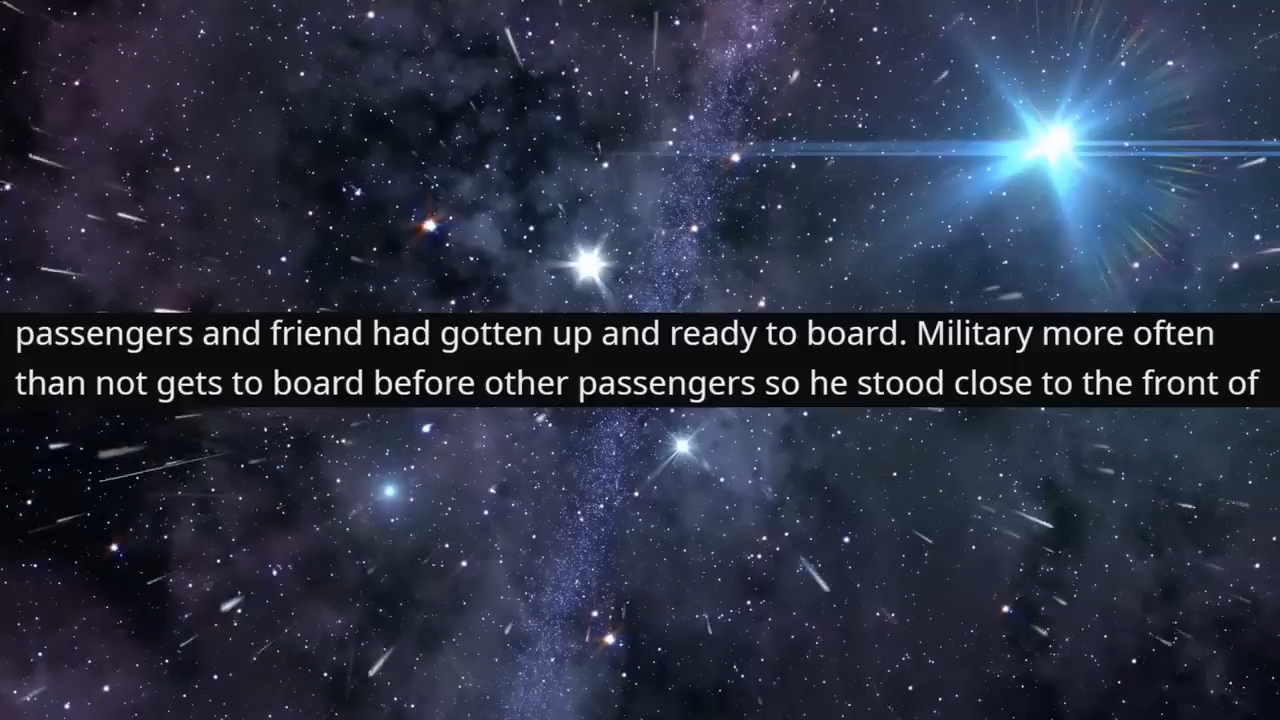 passengers and friend had gotten up and ready to board. Military more often
than not gets to board before other passengers so he stood close to the front of